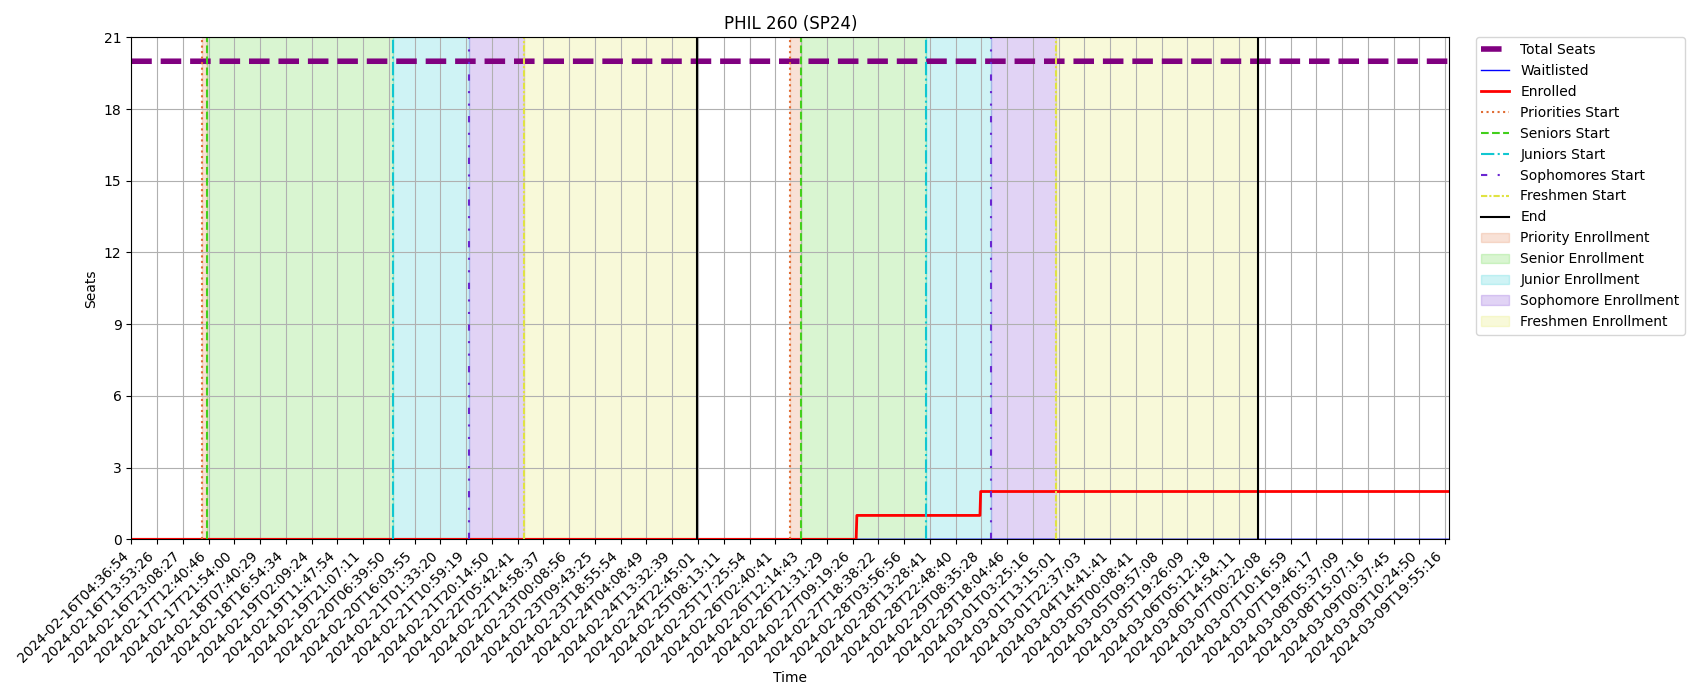 PHIL 260 (SP24)
21
18
15
12
9
6
3
0
Seats
2024-02-16T04:36:54
2024-02-16T13:53:26
2024-02-16T23:08:27
2024-02-17T12:40:46
2024-02-17T21:54:00
2024-02-18T07:40:29
2024-02-18T16:54:34
2024-02-19T02:09:24
2024-02-19T11:47:54
2024-02-19T21:07:11
2024-02-20T06:39:50
2024-02-20T16:03:55
2024-02-21T01:33:20
2024-02-21T10:59:19
2024-02-21T20:14:50
2024-02-22T05:42:41
2024-02-22T14:58:37
2024-02-23T00:08:56
2024-02-23T09:43:25
2024-02-23T18:55:54
2024-02-24T04:08:49
2024-02-24T13:32:39
2024-02-24T22:45:01
2024-02-25T08:13:11
2024-02-25T17:25:54
2024-02-26T02:40:41
2024-02-26T12:14:43
2024-02-26T21:31:29
2024-02-27T09:19:26
2024-02-27T18:38:22
2024-02-28T03:56:56
2024-02-28T13:28:41
2024-02-28T22:48:40
2024-02-29T08:35:28
2024-02-29T18:04:46
2024-03-01T03:25:16
2024-03-01T13:15:01
2024-03-01T22:37:03
2024-03-04T14:41:41
2024-03-05T00:08:41
2024-03-05T09:57:08
2024-03-05T19:26:09
2024-03-06T05:12:18
2024-03-06T14:54:11
2024-03-07T00:22:08
2024-03-07T10:16:59
2024-03-07T19:46:17
2024-03-08T05:37:09
2024-03-08T15:07:16
2024-03-09T00:37:45
2024-03-09T10:24:50
2024-03-09T19:55:16
Time
Total Seats
Waitlisted
Enrolled
Priorities Start
Seniors Start
Juniors Start
Sophomores Start
Freshmen Start
End
Priority Enrollment
Senior Enrollment
Junior Enrollment
Sophomore Enrollment
Freshmen Enrollment